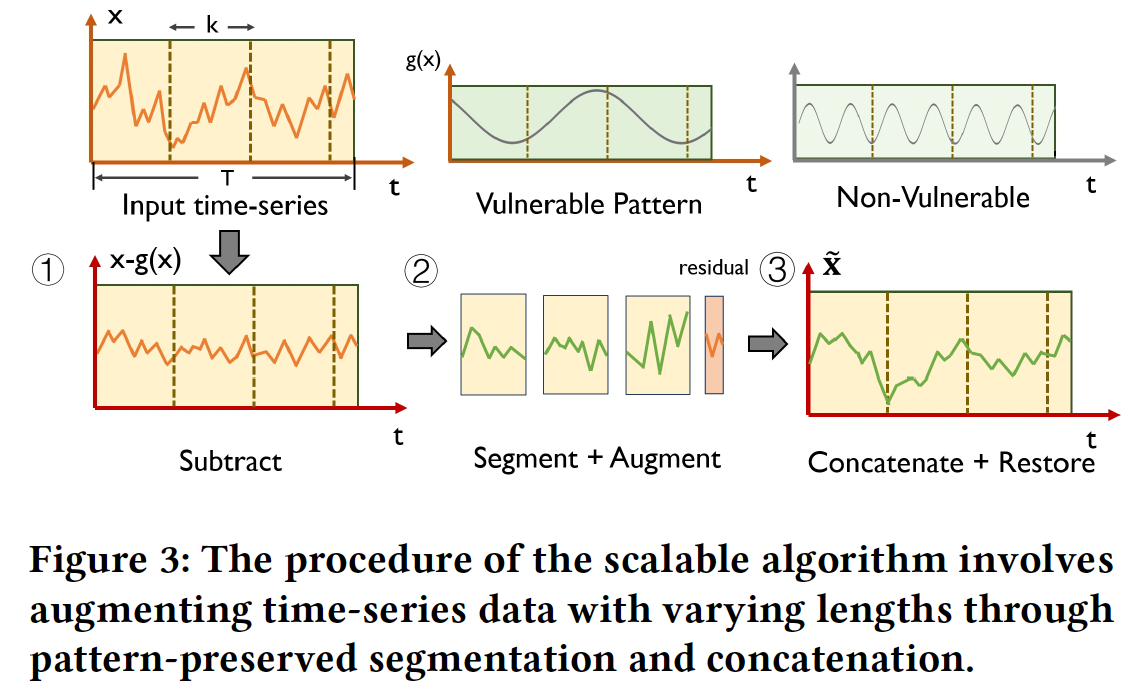 x
k
T
t
Input time-series
g(x)
t
Vulnerable Pattern
t
Non-Vulnerable
① x-g(x)
t
Subtract
②
residual
Segment + Augment
③ x̃
t
Concatenate + Restore
Figure 3: The procedure of the scalable algorithm involves
augmenting time-series data with varying lengths through
pattern-preserved segmentation and concatenation.